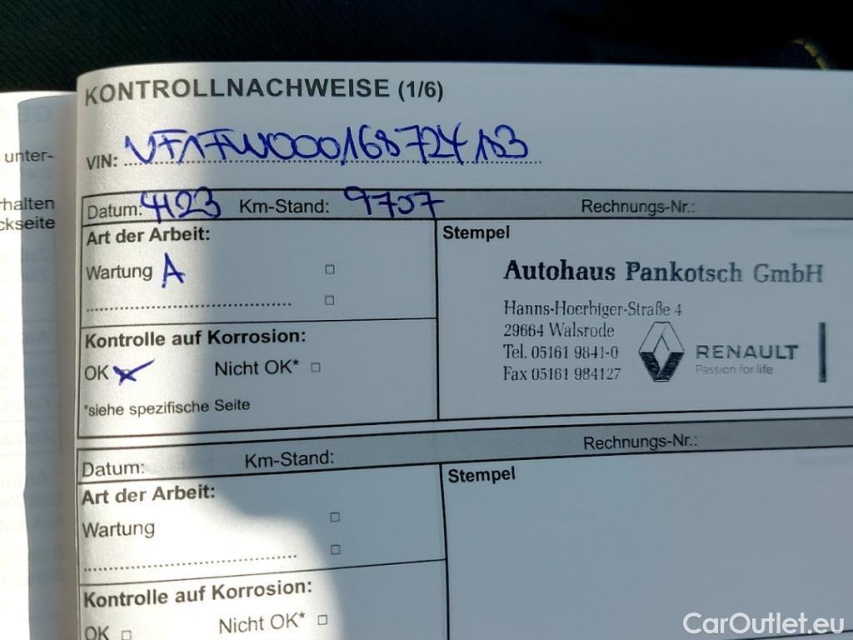 unter-
rhalten
ckseite
KONTROLLNACHWEISE (1/6)
VIN: VF1FW000168724183
Datum: 4123 Km-Stand: 9707 Rechnungs-Nr.:
Art der Arbeit:
Wartung A
Kontrolle auf Korrosion:
OK Nicht OK*
*siehe spezifische Seite
Stempel
Autohaus Pankotsch GmbH
Hanns-Hoerbiger-Straße 4
29664 Walsrode
Tel. 05161 9841-0
Fax 05161 984127
RENAULT
Passion for life
Datum: Km-Stand: Rechnungs-Nr.:
Art der Arbeit:
Wartung
Kontrolle auf Korrosion:
OK Nicht OK*
Stempel
CarOutlet.eu